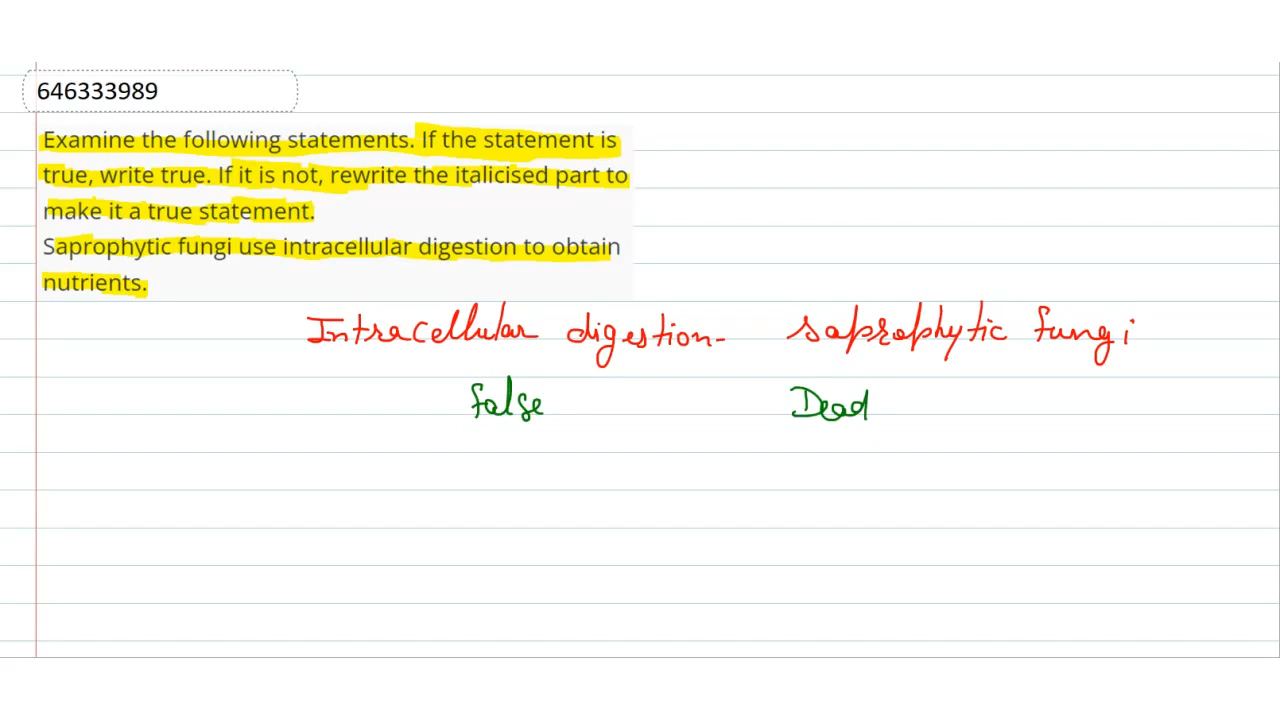 646333989
Examine the following statements. If the statement is
true, write true. If it is not, rewrite the italicised part to
make it a true statement.
Saprophytic fungi use intracellular digestion to obtain
nutrients.
Intracellular digestion- saprophytic fungi
false Dead